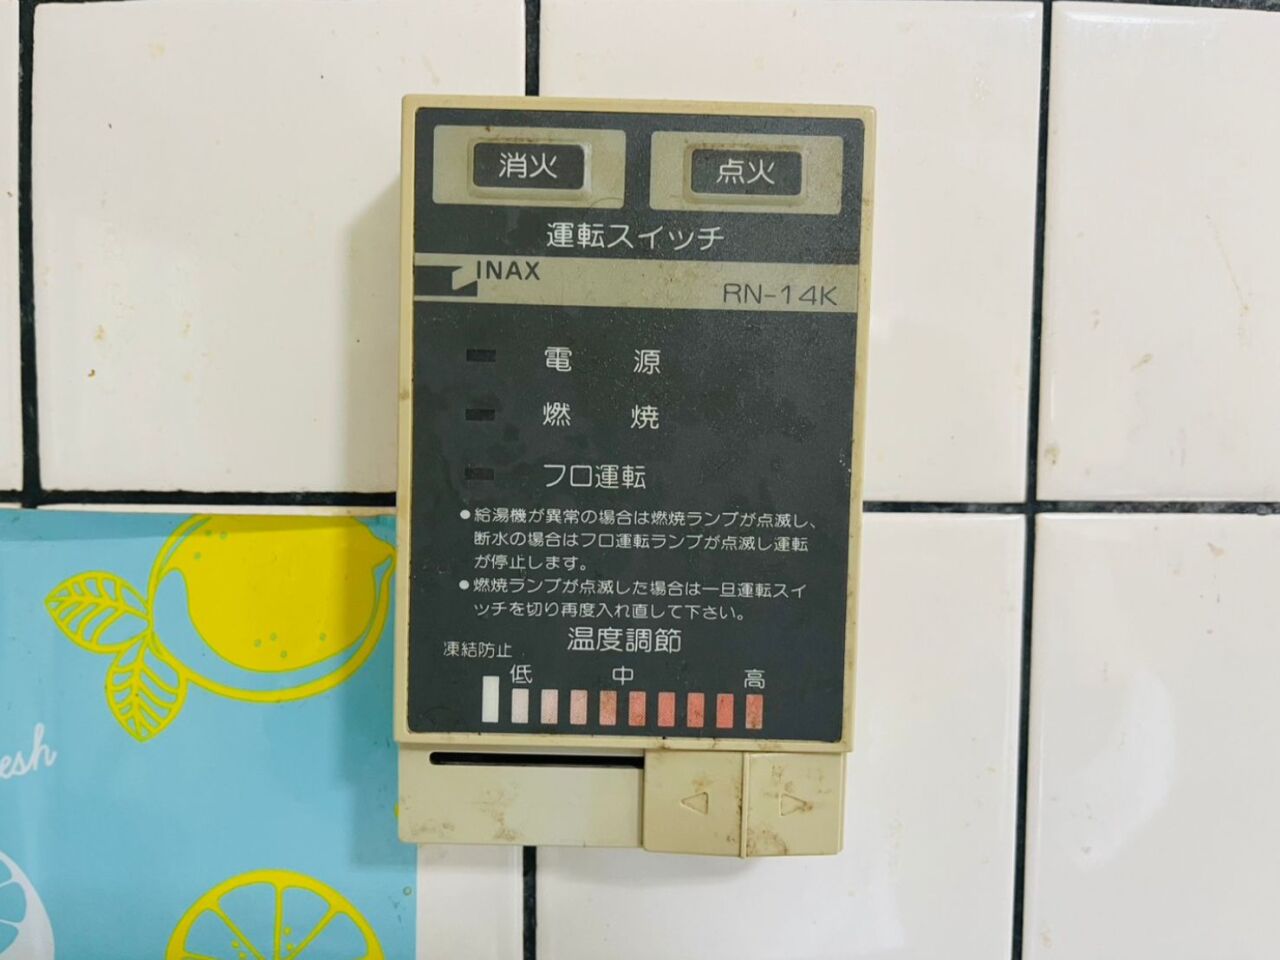 消火 点火
運転スイッチ
INAX
RN-14K
電源
燃焼
フロ運転
●給湯機が異常の場合は燃焼ランプが点滅し、
断水の場合はフロ運転ランプが点滅し運転
が停止します。
●燃焼ランプが点滅した場合は一旦運転スイ
ッチを切り再度入れ直して下さい。
温度調節
凍結防止 低 中 高
esh